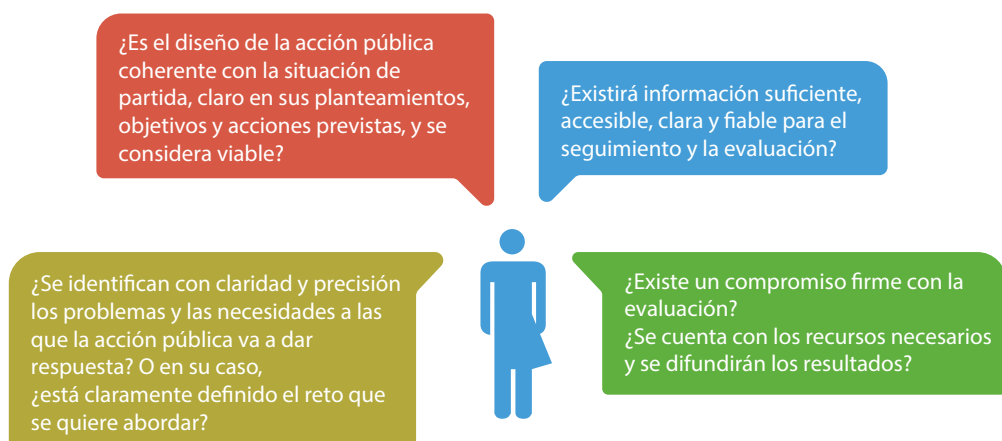 ¿Es el diseño de la acción pública
coherente con la situación de
partida, claro en sus planteamientos,
objetivos y acciones previstas, y se
considera viable?
¿Existirá información suficiente,
accesible, clara y fiable para el
seguimiento y la evaluación?
¿Se identifican con claridad y precisión
los problemas y las necesidades a las
que la acción pública va a dar
respuesta? O en su caso,
¿está claramente definido el reto que
se quiere abordar?
¿Existe un compromiso firme con la
evaluación?
¿Se cuenta con los recursos necesarios
y se difundirán los resultados?